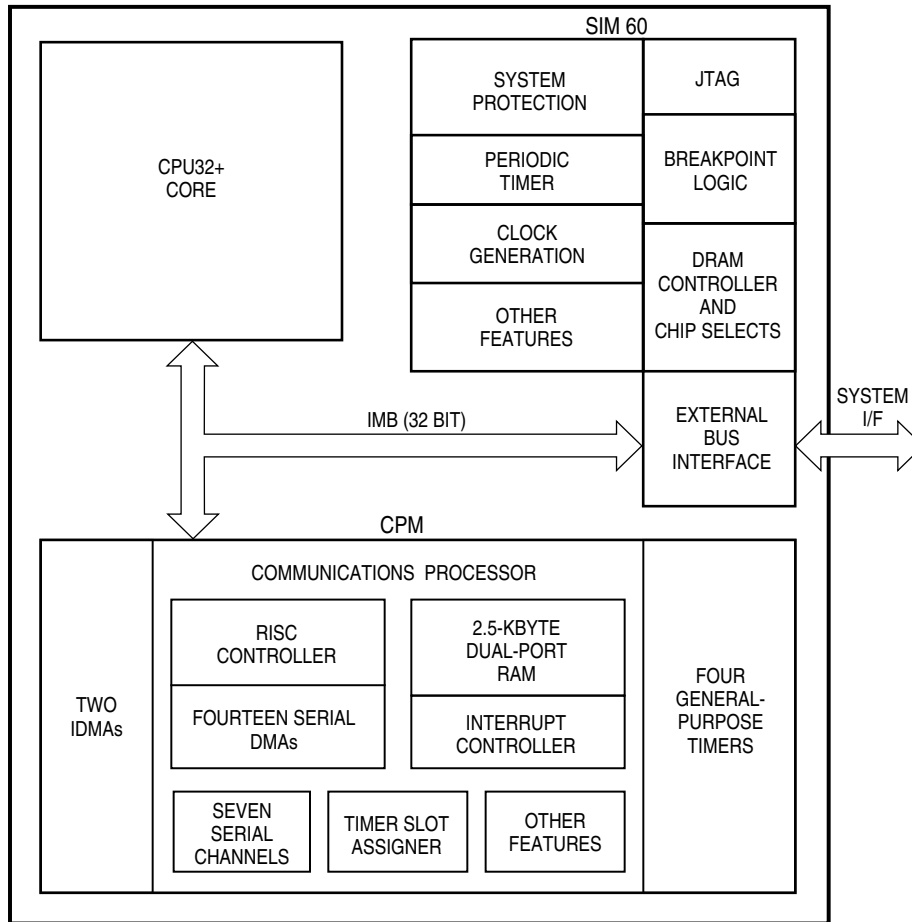 SIM 60
CPU32+
CORE
SYSTEM
PROTECTION
PERIODIC
TIMER
CLOCK
GENERATION
OTHER
FEATURES
JTAG
BREAKPOINT
LOGIC
DRAM
CONTROLLER
AND
CHIP SELECTS
EXTERNAL
BUS
INTERFACE
SYSTEM
I/F
IMB (32 BIT)
CPM
TWO
IDMAs
COMMUNICATIONS PROCESSOR
RISC
CONTROLLER
FOURTEEN SERIAL
DMAs
2.5-KBYTE
DUAL-PORT
RAM
INTERRUPT
CONTROLLER
SEVEN
SERIAL
CHANNELS
TIMER SLOT
ASSIGNER
OTHER
FEATURES
FOUR
GENERAL-
PURPOSE
TIMERS